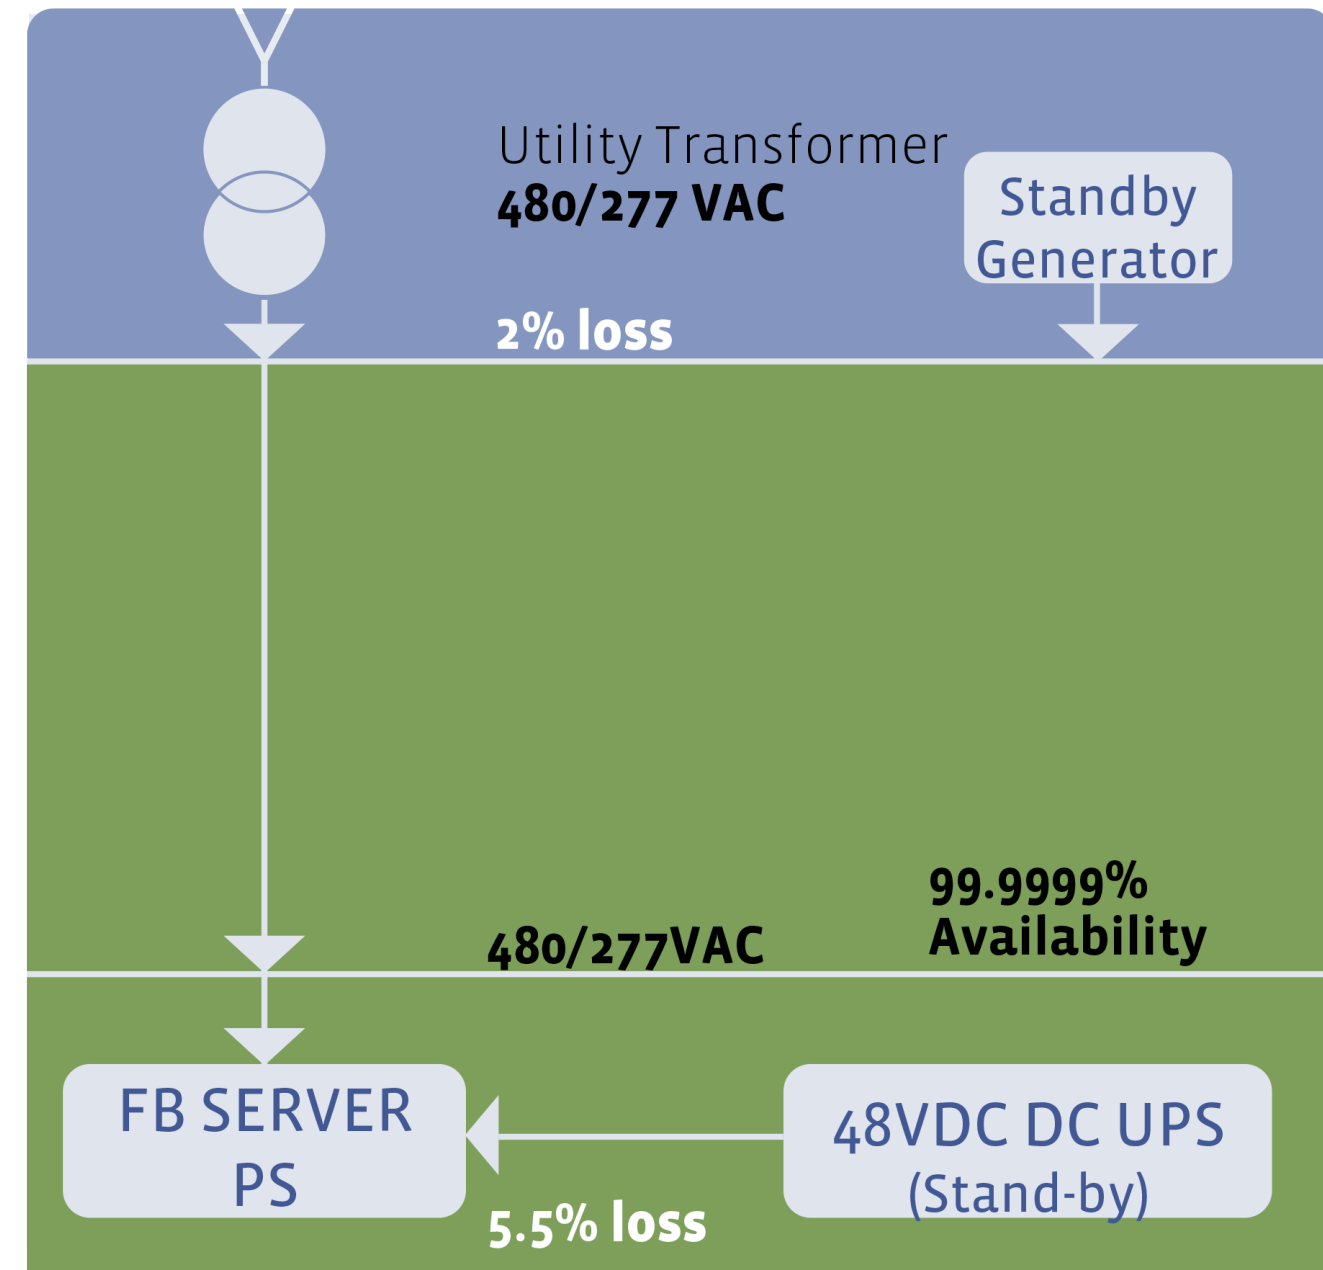 Utility Transformer
480/277 VAC
Standby
Generator
2% loss
99.9999%
Availability
480/277VAC
FB SERVER
PS
48VDC DC UPS
(Stand-by)
5.5% loss